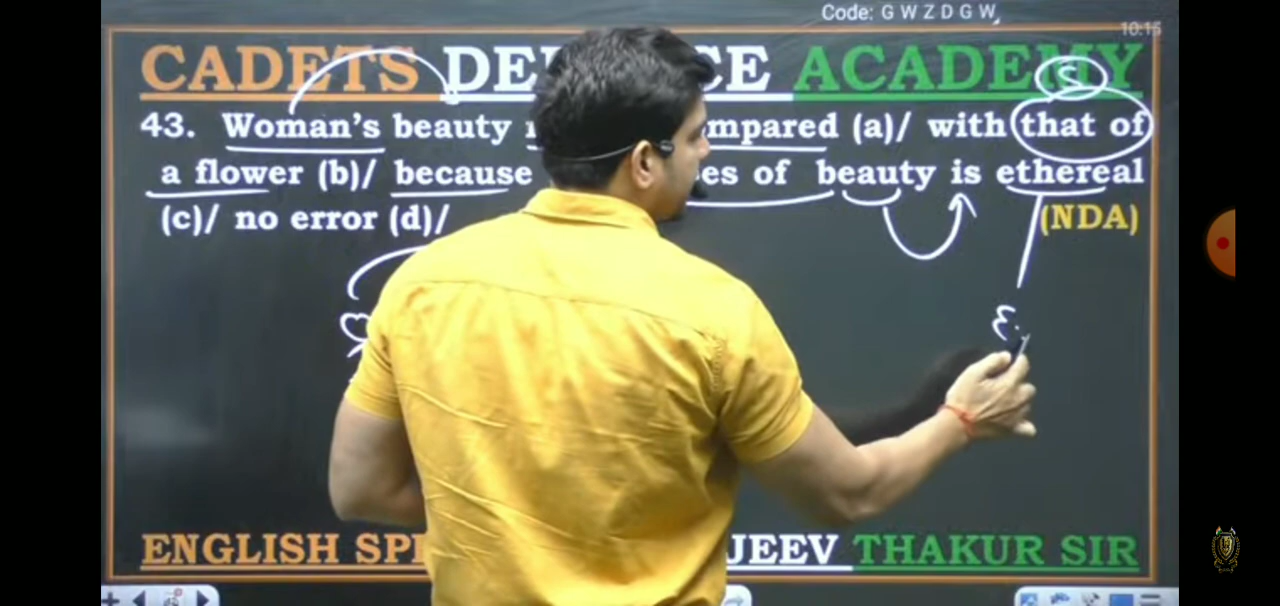 Code: G W Z D G W
10:15
CADETS DE CE ACADEMY
S
43. Woman's beauty mpared (a)/ with that of
a flower (b)/ because es of beauty is ethereal
(c)/ no error (d)/ (NDA)
ENGLISH SP JEEV THAKUR SIR